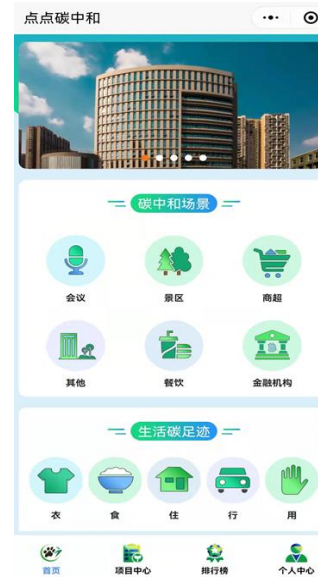 点点碳中和
碳中和场景
会议 景区 商超
其他 餐饮 金融机构
生活碳足迹
衣 食 住 行 用
首页 项目中心 排行榜 个人中心